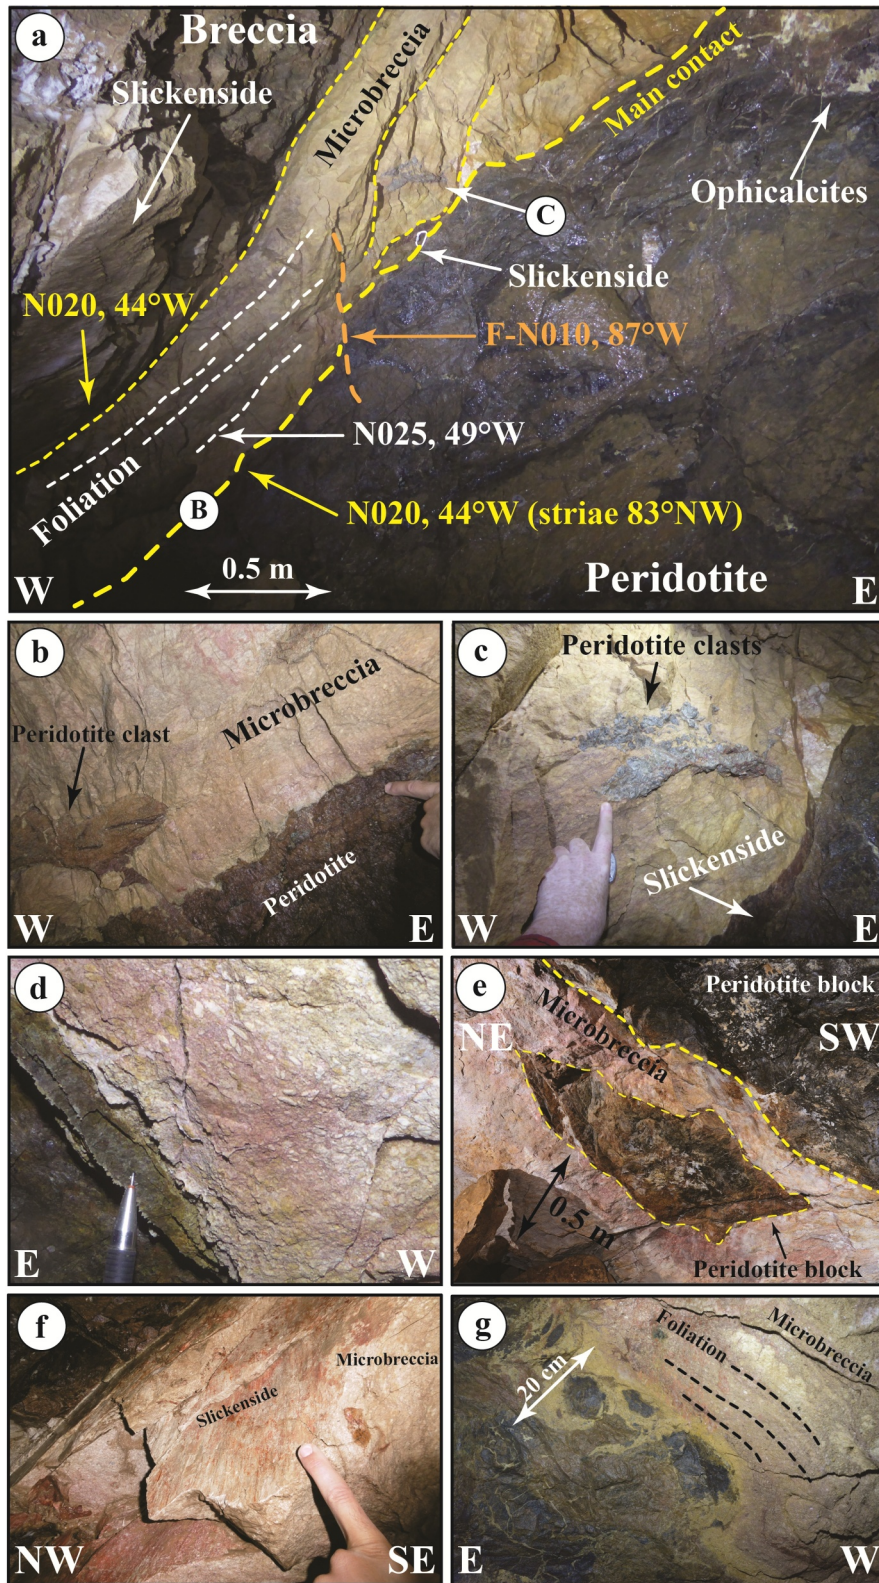 a
Breccia
Slickenside
Microbreccia
Main contact
Ophicalcites
C
Slickenside
N020, 44°W
F-N010, 87°W
N025, 49°W
Foliation
B
N020, 44°W (striae 83°NW)
0.5 m
Peridotite
W
E
b
Microbreccia
Peridotite clast
Peridotite
W
E
c
Peridotite clasts
Slickenside
W
E
d
E
W
e
Peridotite block
NE
Microbreccia
SW
0.5 m
Peridotite block
f
Microbreccia
Slickenside
NW
SE
g
Microbreccia
Foliation
20 cm
E
W